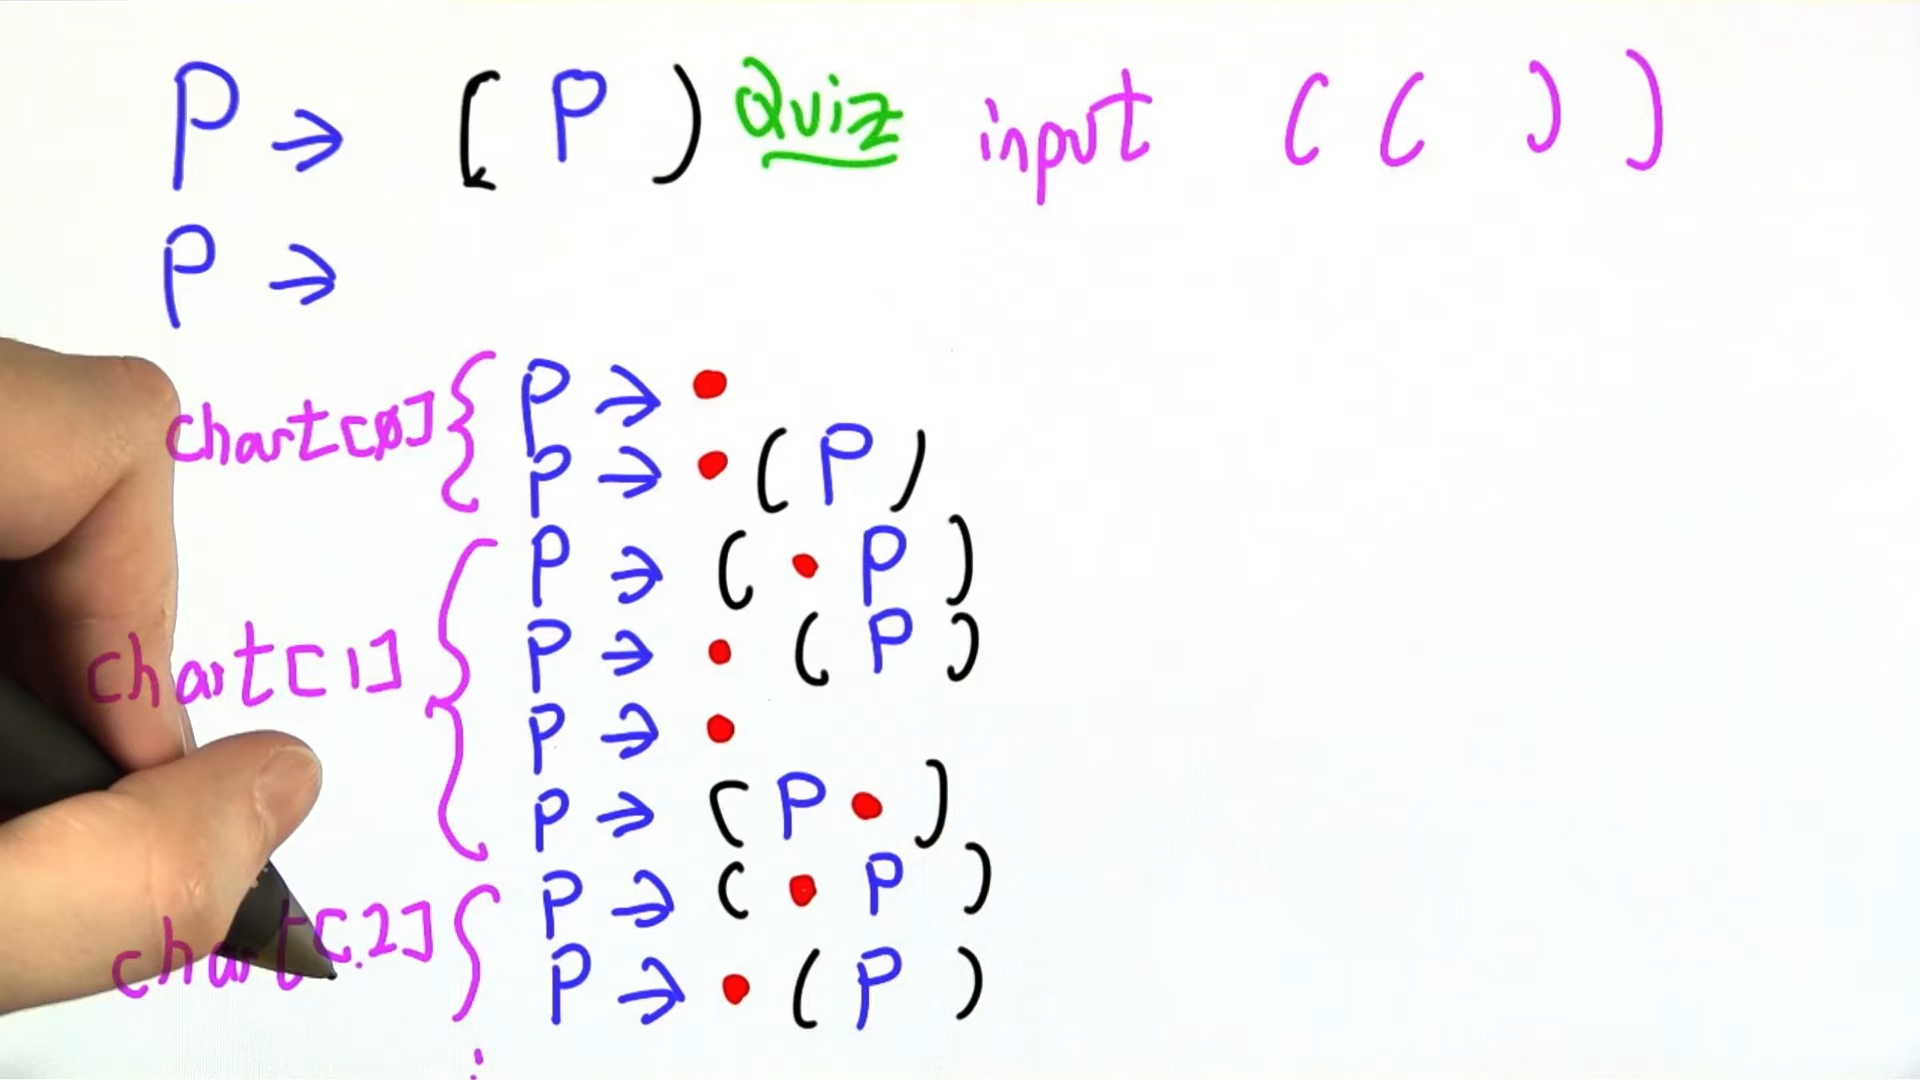 P → ( P ) Quiz input ( ( ) )
P →
chart[0] { P → •
P → • ( P )
chart[1] { P → ( • P )
P → • ( P )
P → •
P → ( P • )
chart[2] { P → ( • P )
P → • ( P )